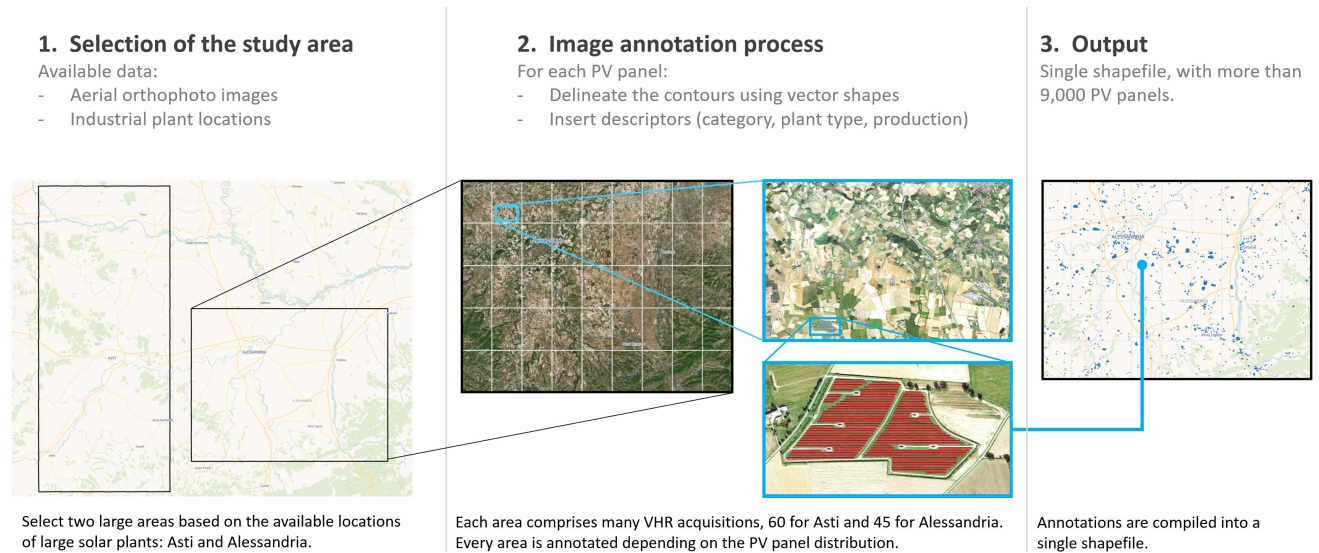 1. Selection of the study area
Available data:
- Aerial orthophoto images
- Industrial plant locations
2. Image annotation process
For each PV panel:
- Delineate the contours using vector shapes
- Insert descriptors (category, plant type, production)
3. Output
Single shapefile, with more than
9,000 PV panels.
ASTI
ALESSANDRIA
ALESSANDRIA
Select two large areas based on the available locations
of large solar plants: Asti and Alessandria.
Each area comprises many VHR acquisitions, 60 for Asti and 45 for Alessandria.
Every area is annotated depending on the PV panel distribution.
Annotations are compiled into a
single shapefile.